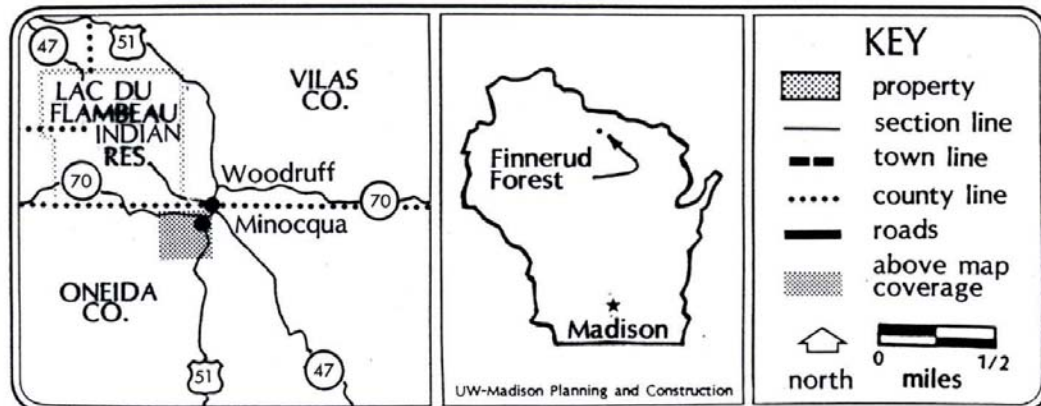 51
47
47
VILAS
CO.
LAC DU
FLAMBEAU
INDIAN
RES.
70
Woodruff
70
Minocqua
ONEIDA
CO.
51
47
Finnerud
Forest
Madison
UW-Madison Planning and Construction
KEY
property
section line
town line
county line
roads
above map
coverage
north
0 1/2
miles